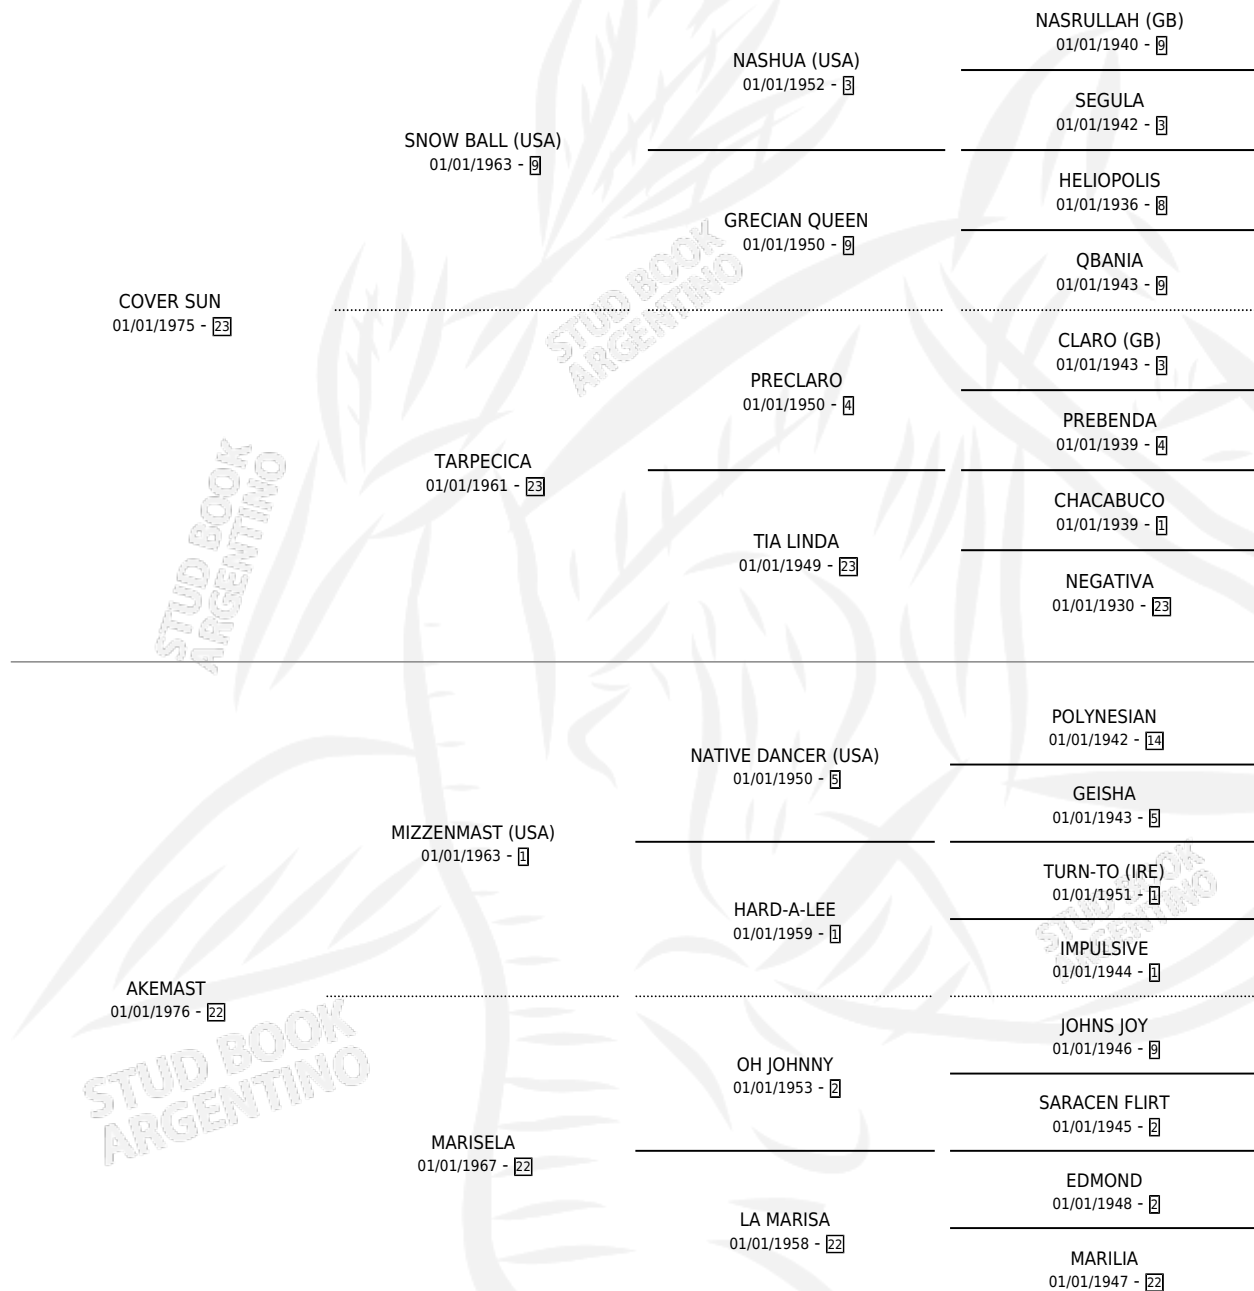 NASRULLAH (GB)
01/01/1940 - 9
NASHUA (USA)
01/01/1952 - 3
SEGULA
01/01/1942 - 3
SNOW BALL (USA)
01/01/1963 - 9
HELIOPOLIS
01/01/1936 - 8
GRECIAN QUEEN
01/01/1950 - 9
QBANIA
01/01/1943 - 9
COVER SUN
01/01/1975 - 23
CLARO (GB)
01/01/1943 - 3
PRECLARO
01/01/1950 - 4
PREBENDA
01/01/1939 - 4
TARPECICA
01/01/1961 - 23
CHACABUCO
01/01/1939 - 1
TIA LINDA
01/01/1949 - 23
NEGATIVA
01/01/1930 - 23
STUD BOOK
ARGENTINO
STUD BOOK
ARGENTINO
POLYNESIAN
01/01/1942 - 14
NATIVE DANCER (USA)
01/01/1950 - 5
GEISHA
01/01/1943 - 5
MIZZENMAST (USA)
01/01/1963 - 1
TURN-TO (IRE)
01/01/1951 - 1
HARD-A-LEE
01/01/1959 - 1
IMPULSIVE
01/01/1944 - 1
AKEMAST
01/01/1976 - 22
JOHNS JOY
01/01/1946 - 9
OH JOHNNY
01/01/1953 - 2
SARACEN FLIRT
01/01/1945 - 2
MARISELA
01/01/1967 - 22
EDMOND
01/01/1948 - 2
LA MARISA
01/01/1958 - 22
MARILIA
01/01/1947 - 22
STUD BOOK
ARGENTINO
STUD BOOK
ARGENTINO